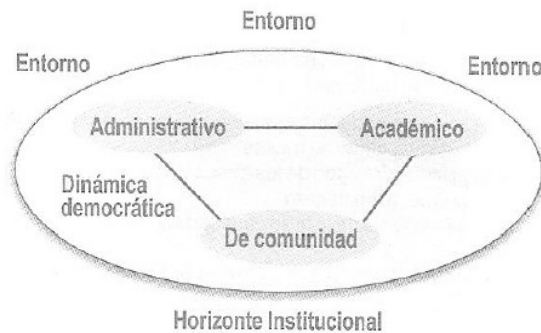 Entorno
Entorno
Entorno
Administrativo
Académico
Dinámica
democrática
De comunidad
Horizonte Institucional